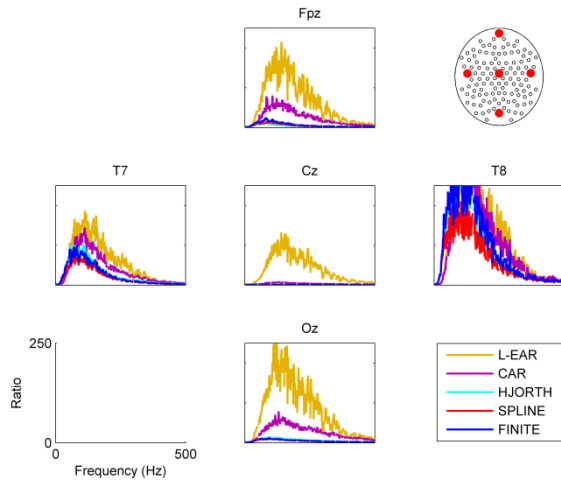 Fpz
T7
Cz
T8
Oz
250
Ratio
0
0
500
Frequency (Hz)
L-EAR
CAR
HJORTH
SPLINE
FINITE